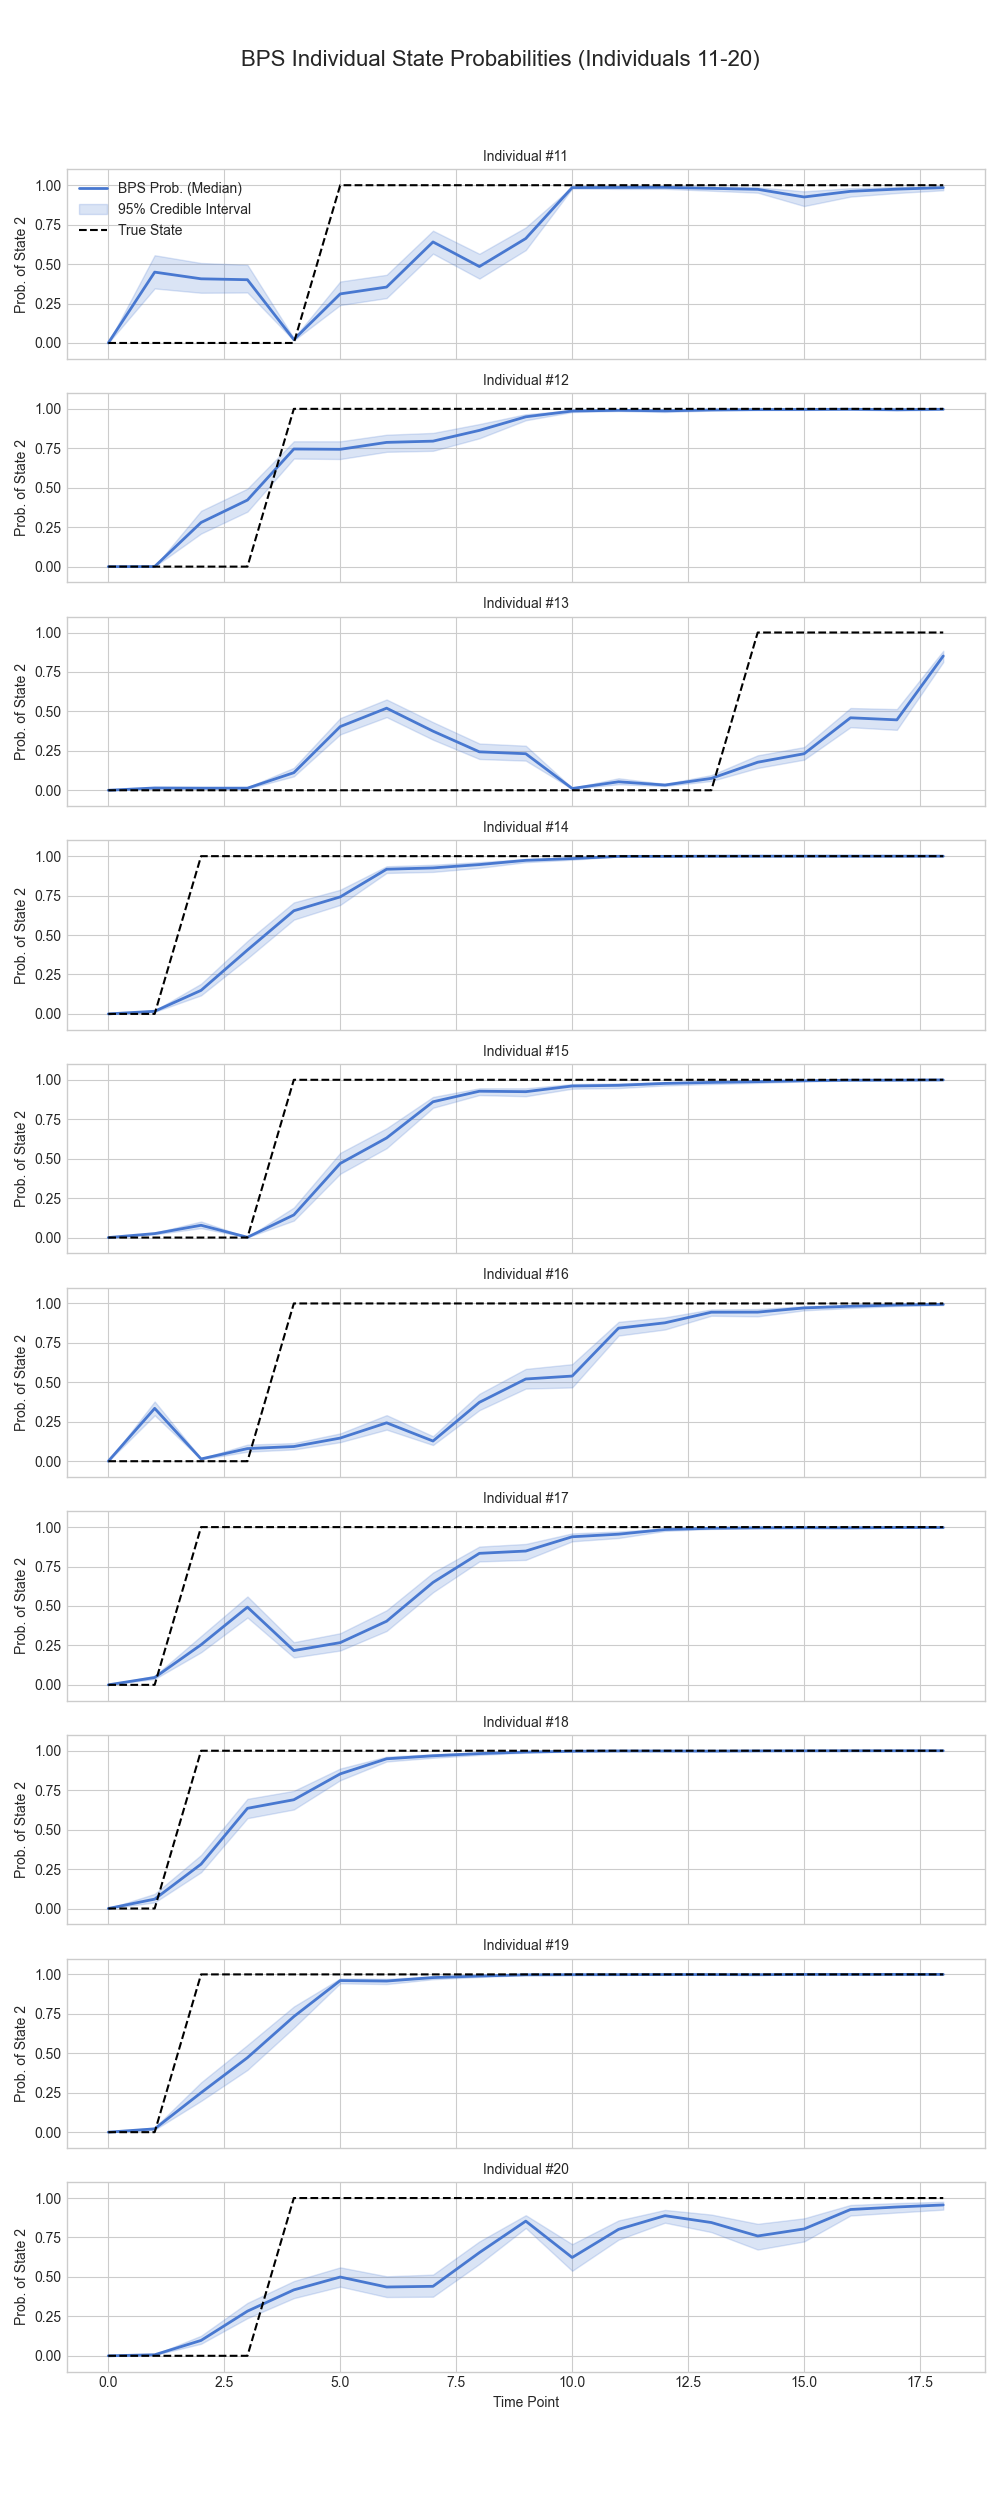 BPS Individual State Probabilities (Individuals 11-20)
Individual #11
1.00
0.75
0.50
0.25
0.00
Prob. of State 2
BPS Prob. (Median)
95% Credible Interval
True State
Individual #12
1.00
0.75
0.50
0.25
0.00
Prob. of State 2
Individual #13
1.00
0.75
0.50
0.25
0.00
Prob. of State 2
Individual #14
1.00
0.75
0.50
0.25
0.00
Prob. of State 2
Individual #15
1.00
0.75
0.50
0.25
0.00
Prob. of State 2
Individual #16
1.00
0.75
0.50
0.25
0.00
Prob. of State 2
Individual #17
1.00
0.75
0.50
0.25
0.00
Prob. of State 2
Individual #18
1.00
0.75
0.50
0.25
0.00
Prob. of State 2
Individual #19
1.00
0.75
0.50
0.25
0.00
Prob. of State 2
Individual #20
1.00
0.75
0.50
0.25
0.00
Prob. of State 2
0.0 2.5 5.0 7.5 10.0 12.5 15.0 17.5
Time Point